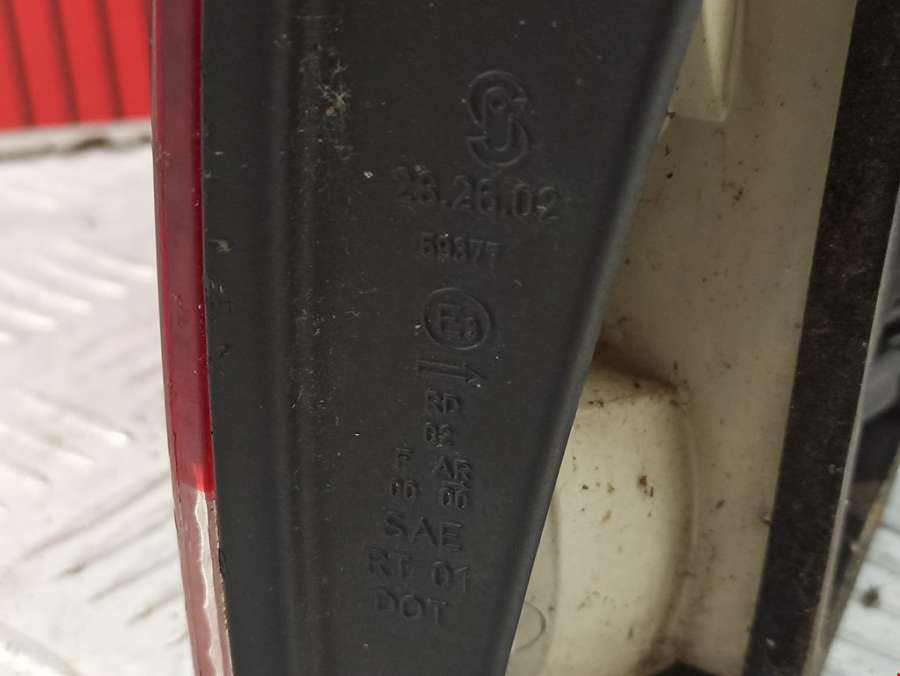 23.26.02
59877
E3
RD
02
F AR
00 00
SAE
RT 01
DOT